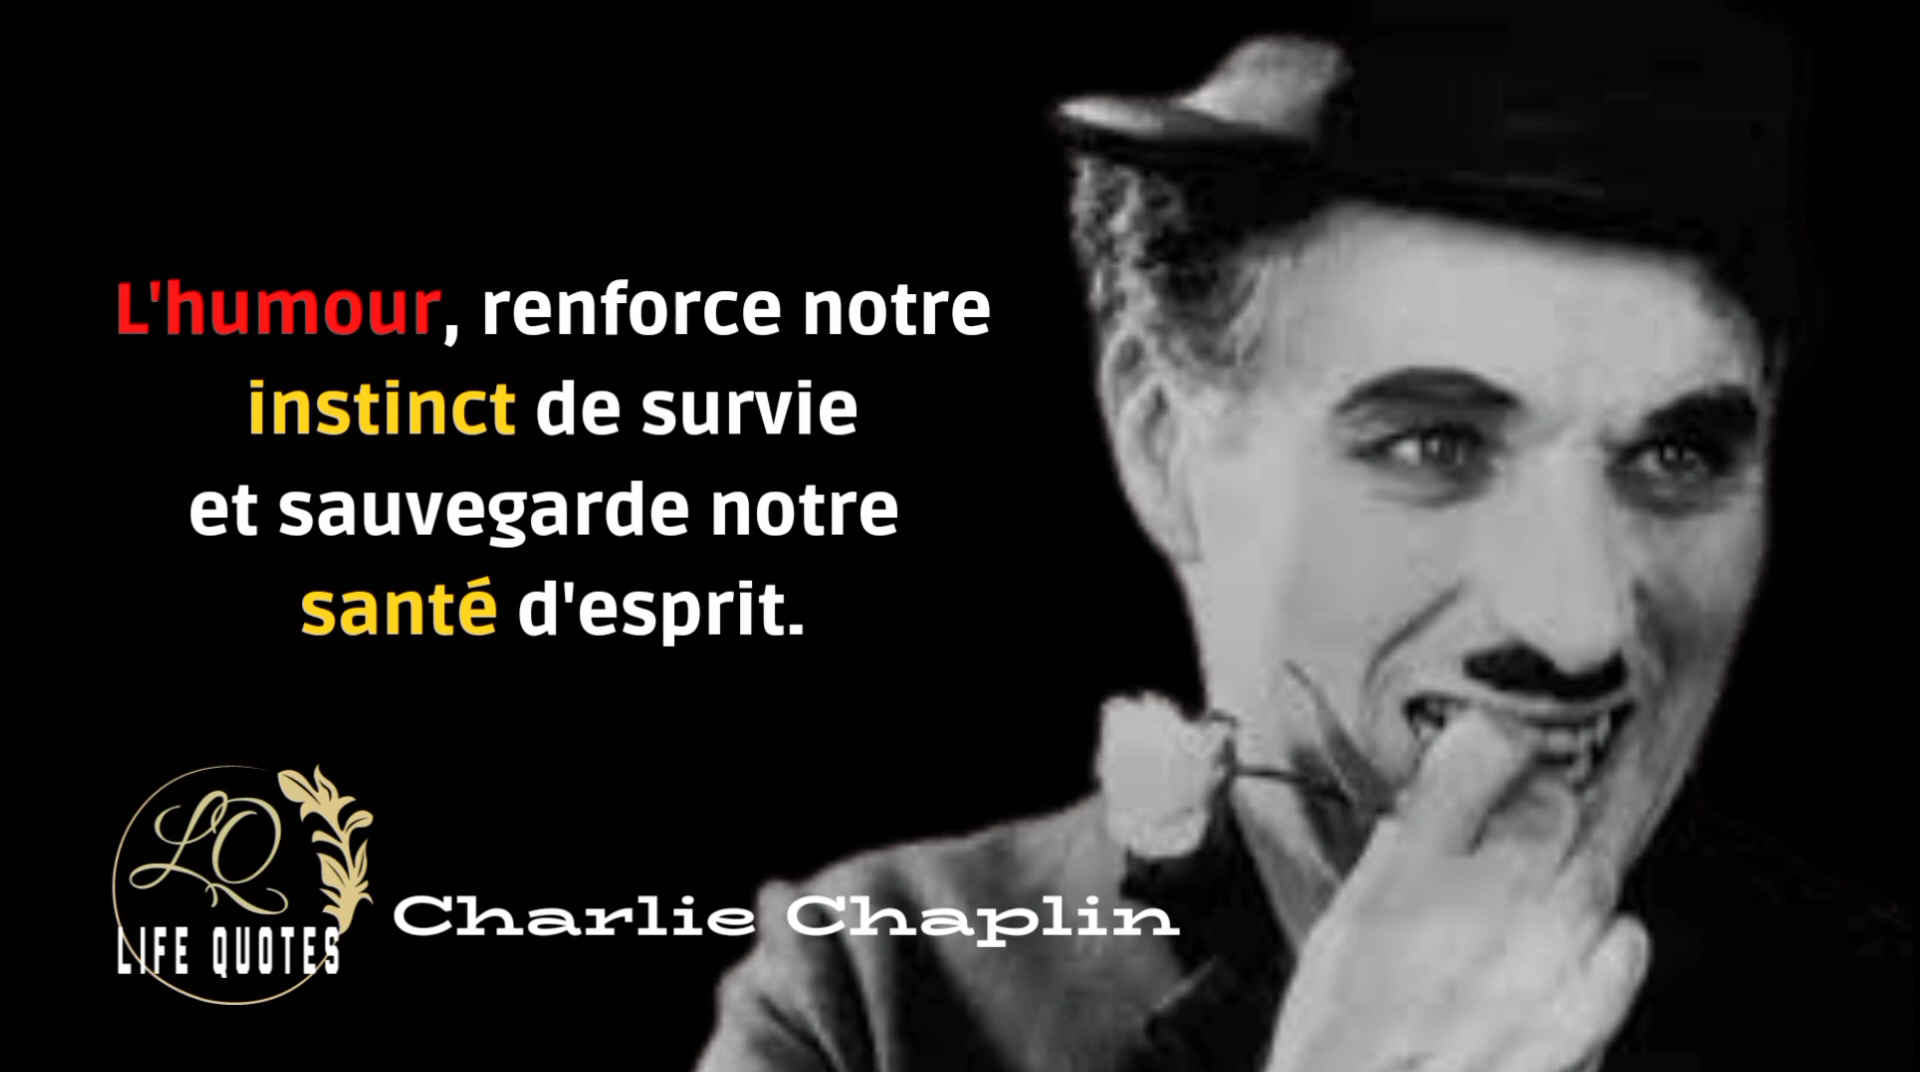 L'humour, renforce notre
instinct de survie
et sauvegarde notre
santé d'esprit.
LQ
LIFE QUOTES
Charlie Chaplin